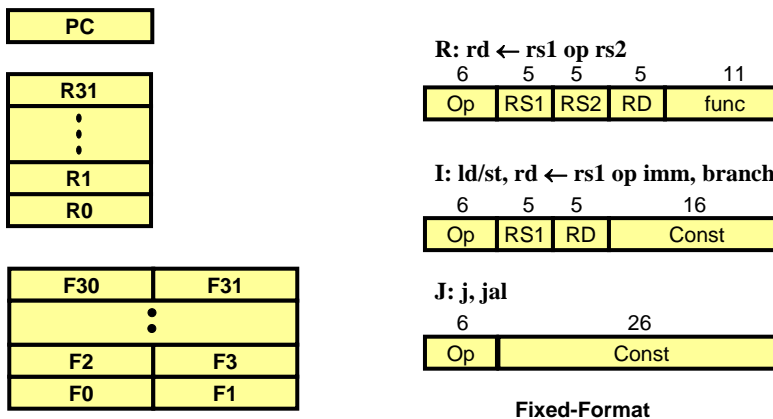 PC
R31
R1
R0
F30 F31
F2 F3
F0 F1
R: rd ← rs1 op rs2
6 5 5 5 11
Op RS1 RS2 RD func
I: ld/st, rd ← rs1 op imm, branch
6 5 5 16
Op RS1 RD Const
J: j, jal
6 26
Op Const
Fixed-Format